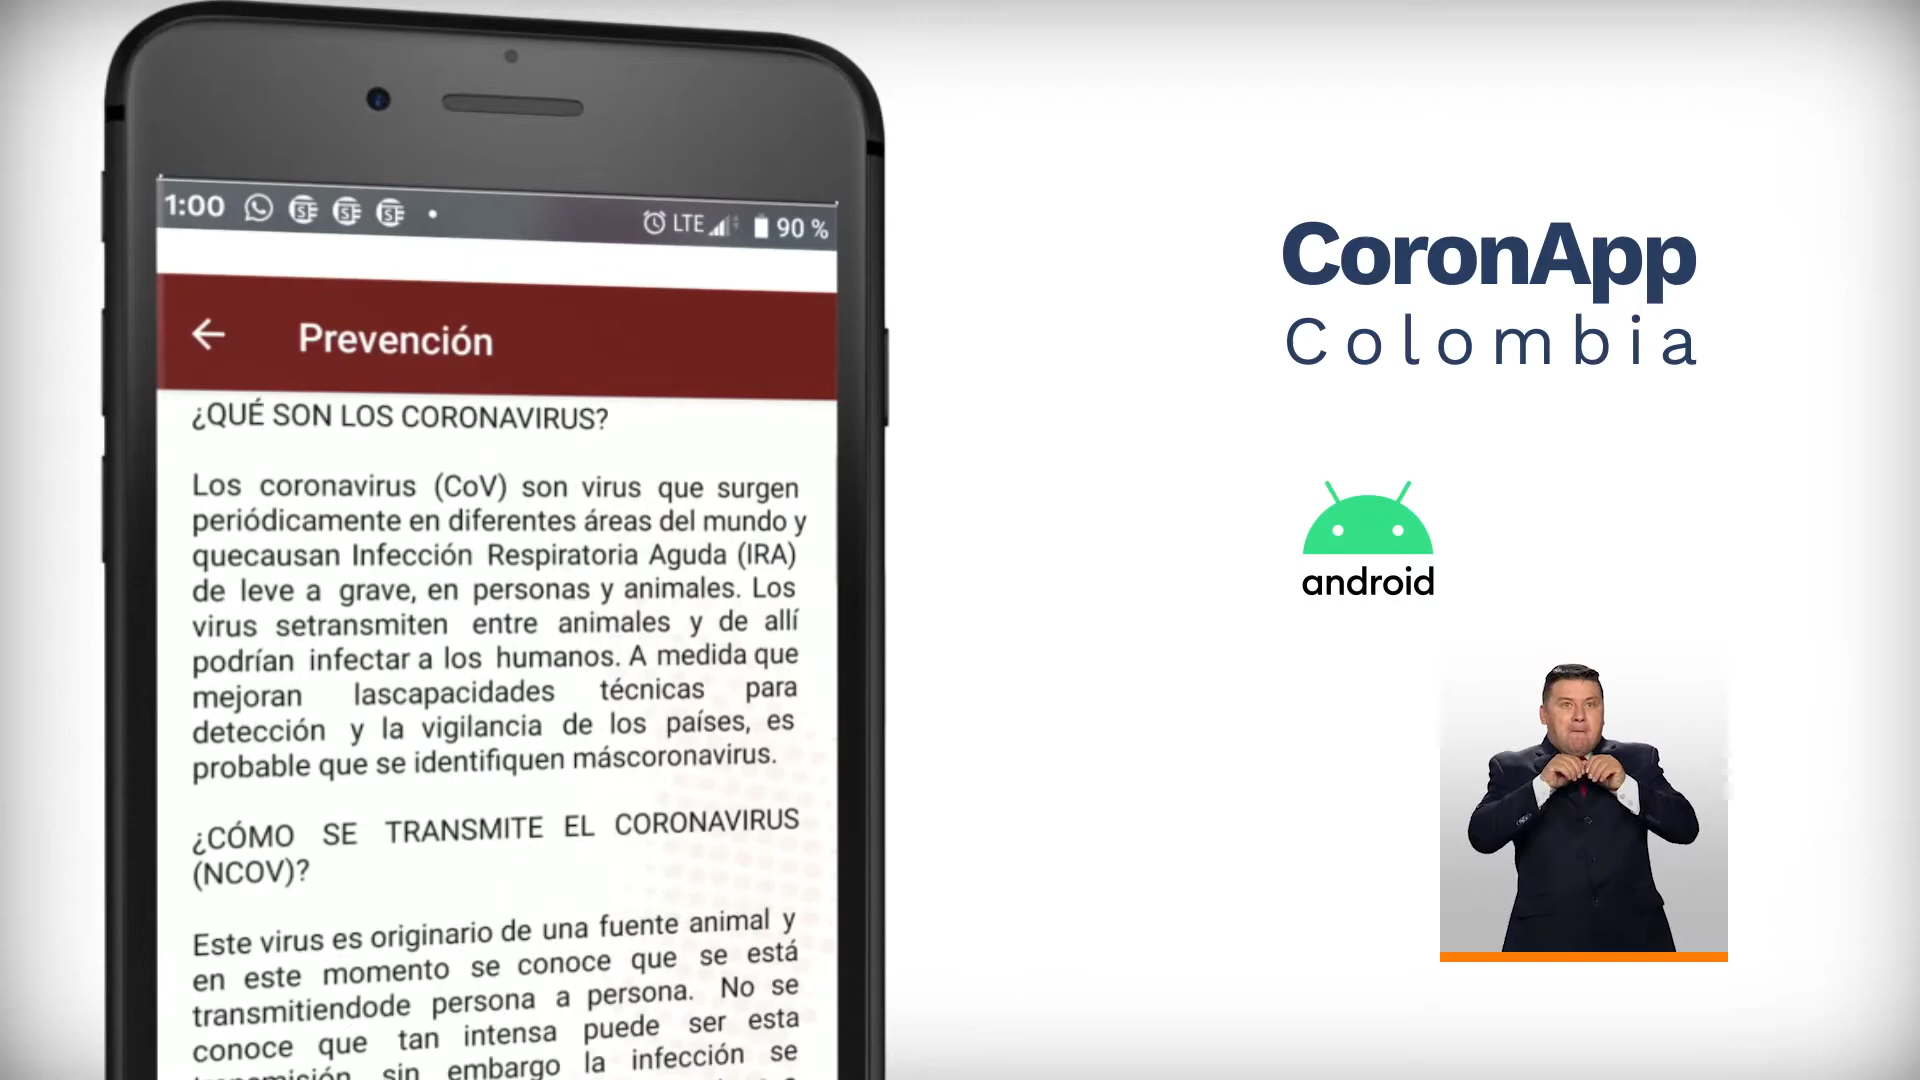 1:00
LTE
90 %
Prevención
¿QUÉ SON LOS CORONAVIRUS?
Los coronavirus (CoV) son virus que surgen
periódicamente en diferentes áreas del mundo y
quecausan Infección Respiratoria Aguda (IRA)
de leve a grave, en personas y animales. Los
virus setransmiten entre animales y de allí
podrían infectar a los humanos. A medida que
mejoran lascapacidades técnicas para
detección y la vigilancia de los países, es
probable que se identifiquen máscoronavirus.
¿CÓMO SE TRANSMITE EL CORONAVIRUS
(NCOV)?
Este virus es originario de una fuente animal y
en este momento se conoce que se está
transmitiendode persona a persona. No se
conoce que tan intensa puede ser esta
transmisión sin embargo la infección se
CoronApp
Colombia
android